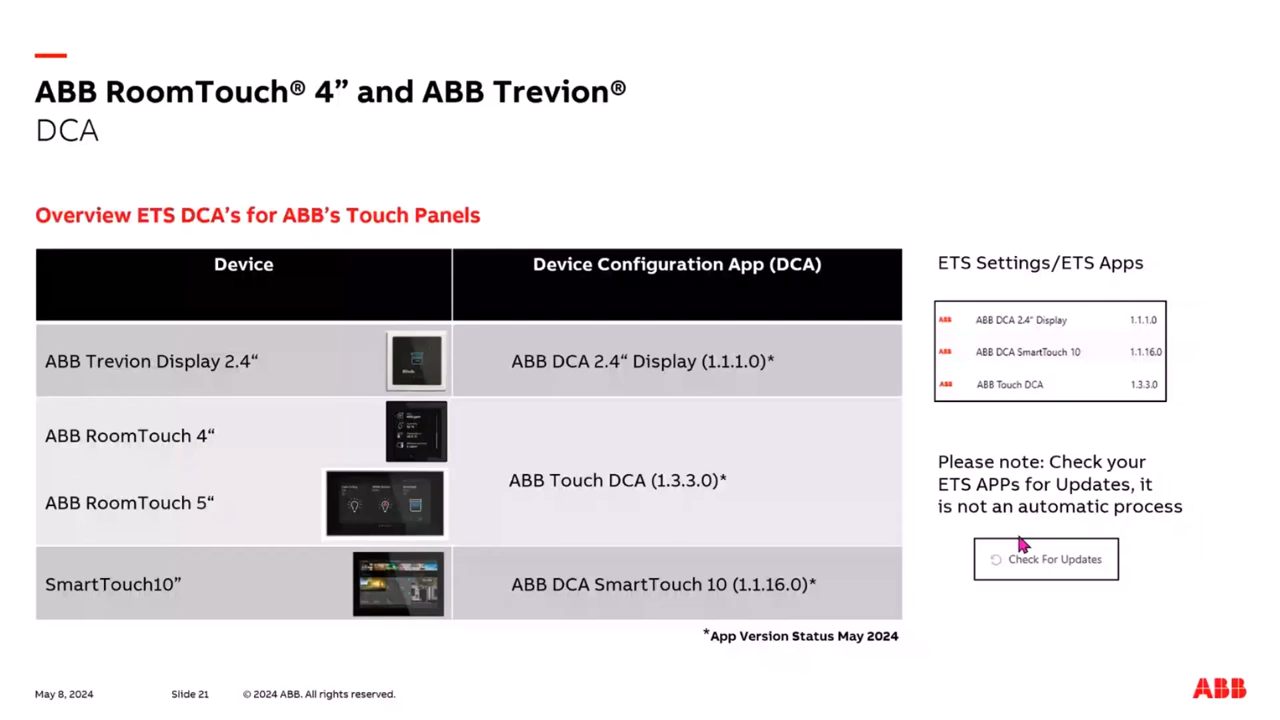 ABB RoomTouch® 4” and ABB Trevion®
DCA
Overview ETS DCA’s for ABB’s Touch Panels
Device
Device Configuration App (DCA)
ABB Trevion Display 2.4“
ABB DCA 2.4“ Display (1.1.1.0)*
ABB RoomTouch 4“
ABB RoomTouch 5“
ABB Touch DCA (1.3.3.0)*
SmartTouch10”
ABB DCA SmartTouch 10 (1.1.16.0)*
*App Version Status May 2024
ETS Settings/ETS Apps
ABB ABB DCA 2.4" Display 1.1.1.0
ABB ABB DCA SmartTouch 10 1.1.16.0
ABB ABB Touch DCA 1.3.3.0
Please note: Check your
ETS APPs for Updates, it
is not an automatic process
Check For Updates
May 8, 2024
Slide 21
© 2024 ABB. All rights reserved.
ABB